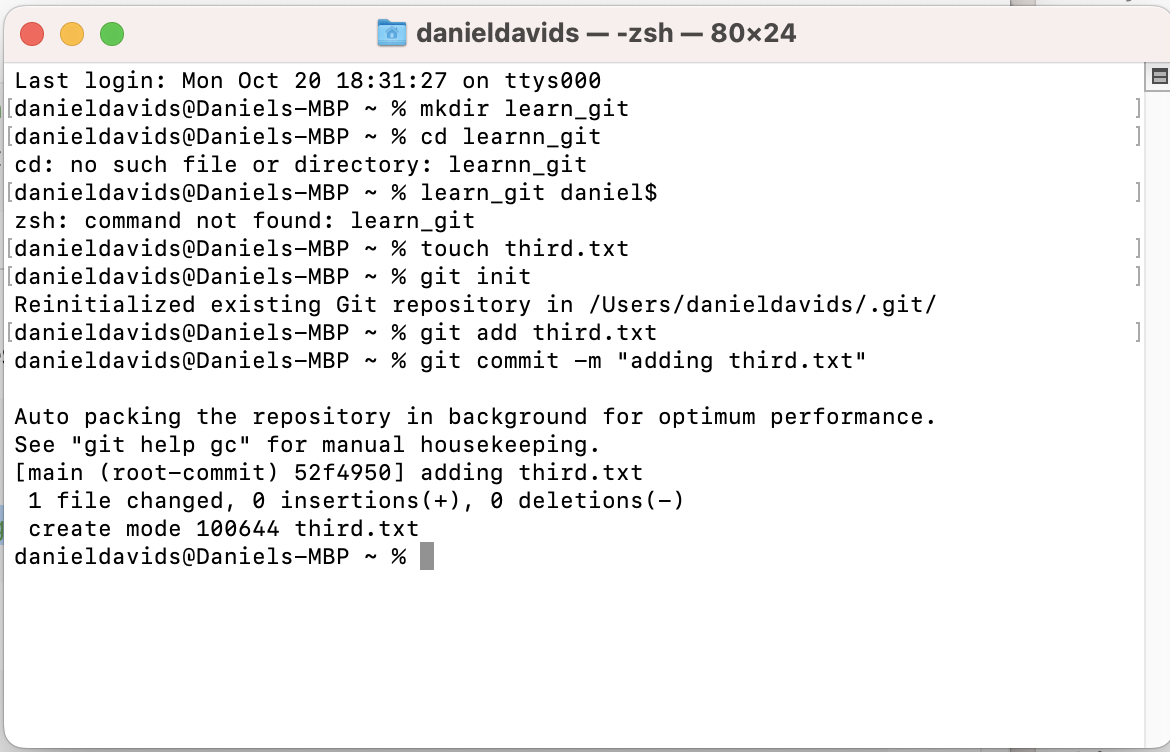 danieldavids — -zsh — 80×24
Last login: Mon Oct 20 18:31:27 on ttys000
[danieldavids@Daniels-MBP ~ % mkdir learn_git ]
[danieldavids@Daniels-MBP ~ % cd learnn_git ]
cd: no such file or directory: learnn_git
[danieldavids@Daniels-MBP ~ % learn_git daniel$ ]
zsh: command not found: learn_git
[danieldavids@Daniels-MBP ~ % touch third.txt ]
[danieldavids@Daniels-MBP ~ % git init ]
Reinitialized existing Git repository in /Users/danieldavids/.git/
[danieldavids@Daniels-MBP ~ % git add third.txt ]
danieldavids@Daniels-MBP ~ % git commit -m "adding third.txt"
Auto packing the repository in background for optimum performance.
See "git help gc" for manual housekeeping.
[main (root-commit) 52f4950] adding third.txt
1 file changed, 0 insertions(+), 0 deletions(-)
create mode 100644 third.txt
danieldavids@Daniels-MBP ~ %